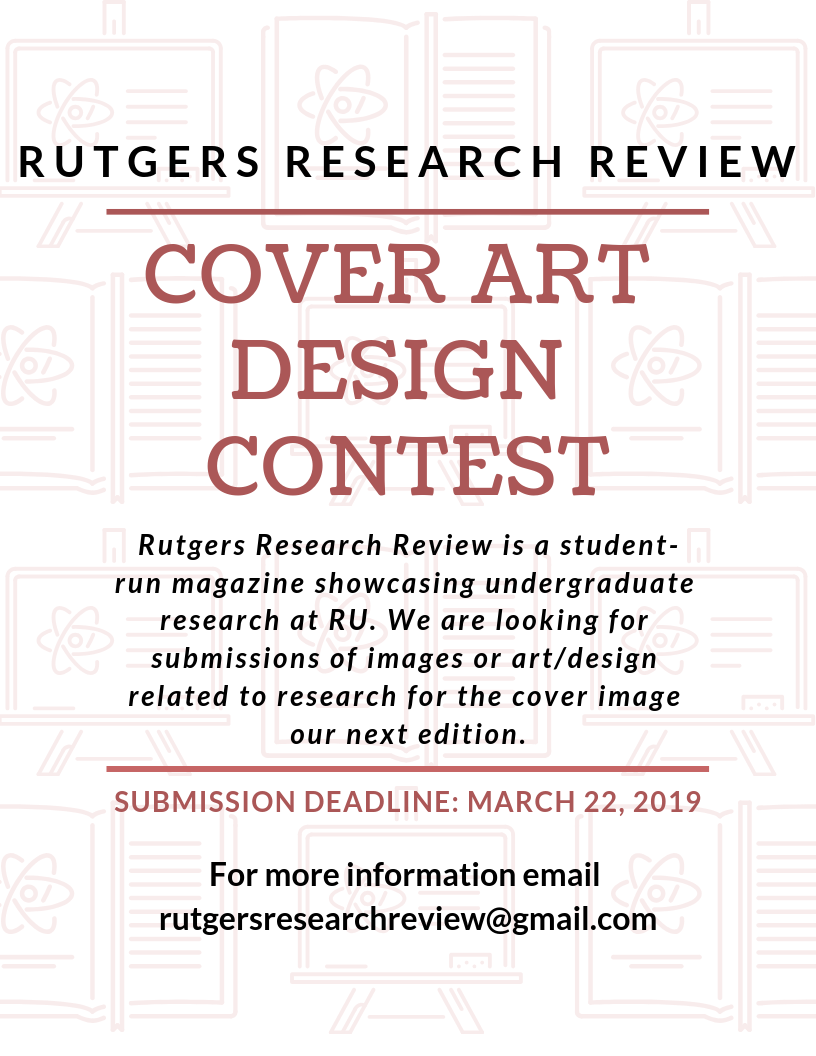 RUTGERS RESEARCH REVIEW
COVER ART
DESIGN
CONTEST
Rutgers Research Review is a student-
run magazine showcasing undergraduate
research at RU. We are looking for
submissions of images or art/design
related to research for the cover image
our next edition.
SUBMISSION DEADLINE: MARCH 22, 2019
For more information email
rutgersresearchreview@gmail.com